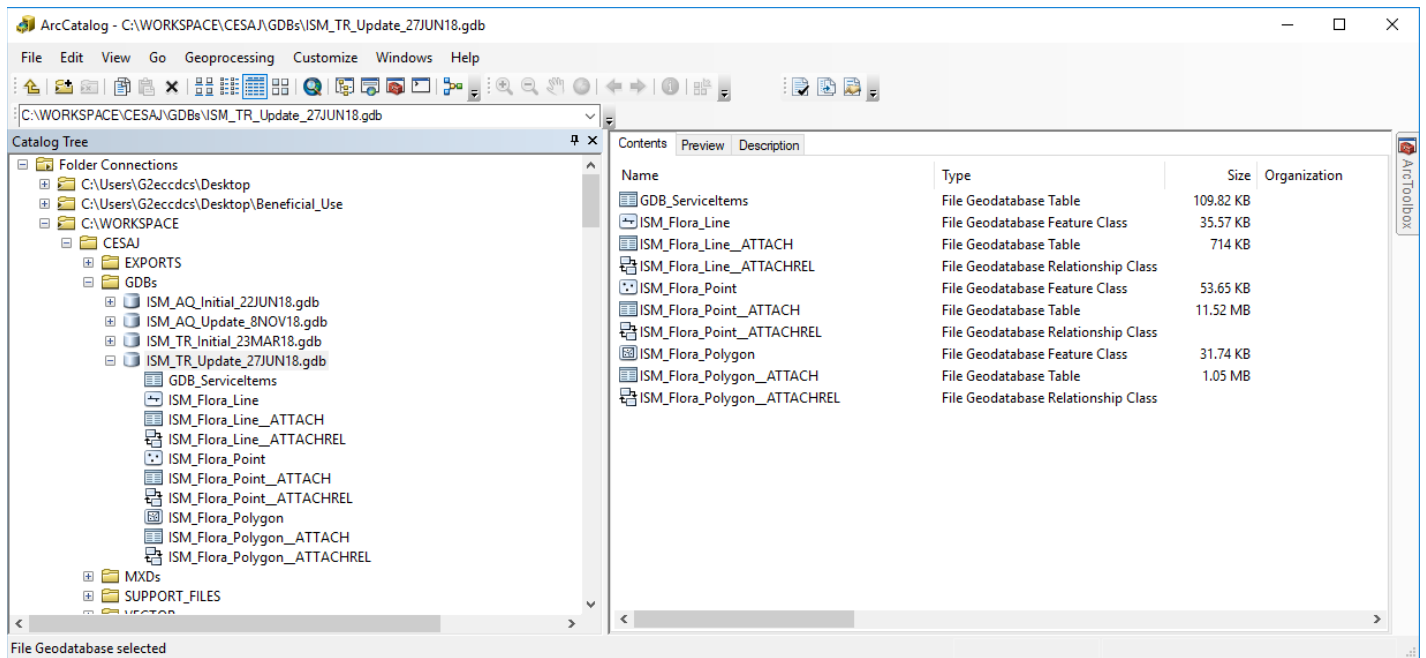 ArcCatalog - C:\WORKSPACE\CESAJ\GDBs\ISM_TR_Update_27JUN18.gdb
File Edit View Go Geoprocessing Customize Windows Help
C:\WORKSPACE\CESAJ\GDBs\ISM_TR_Update_27JUN18.gdb
Catalog Tree
Folder Connections
C:\Users\G2eccdcs\Desktop
C:\Users\G2eccdcs\Desktop\Beneficial_Use
C:\WORKSPACE
CESAJ
EXPORTS
GDBs
ISM_AQ_Initial_22JUN18.gdb
ISM_AQ_Update_8NOV18.gdb
ISM_TR_Initial_23MAR18.gdb
ISM_TR_Update_27JUN18.gdb
GDB_ServiceItems
ISM_Flora_Line
ISM_Flora_Line__ATTACH
ISM_Flora_Line__ATTACHREL
ISM_Flora_Point
ISM_Flora_Point__ATTACH
ISM_Flora_Point__ATTACHREL
ISM_Flora_Polygon
ISM_Flora_Polygon__ATTACH
ISM_Flora_Polygon__ATTACHREL
MXDs
SUPPORT_FILES
VECTOR
Contents Preview Description
Name Type Size Organization
GDB_ServiceItems File Geodatabase Table 109.82 KB
ISM_Flora_Line File Geodatabase Feature Class 35.57 KB
ISM_Flora_Line__ATTACH File Geodatabase Table 714 KB
ISM_Flora_Line__ATTACHREL File Geodatabase Relationship Class
ISM_Flora_Point File Geodatabase Feature Class 53.65 KB
ISM_Flora_Point__ATTACH File Geodatabase Table 11.52 MB
ISM_Flora_Point__ATTACHREL File Geodatabase Relationship Class
ISM_Flora_Polygon File Geodatabase Feature Class 31.74 KB
ISM_Flora_Polygon__ATTACH File Geodatabase Table 1.05 MB
ISM_Flora_Polygon__ATTACHREL File Geodatabase Relationship Class
ArcToolbox
File Geodatabase selected